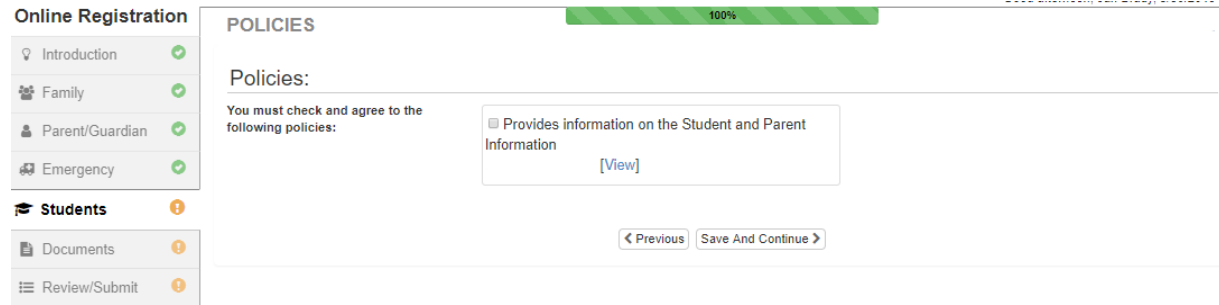 Online Registration
Introduction
Family
Parent/Guardian
Emergency
Students
Documents
Review/Submit
100%
POLICIES
Policies:
You must check and agree to the
following policies:
Provides information on the Student and Parent
Information
[View]
Previous
Save And Continue